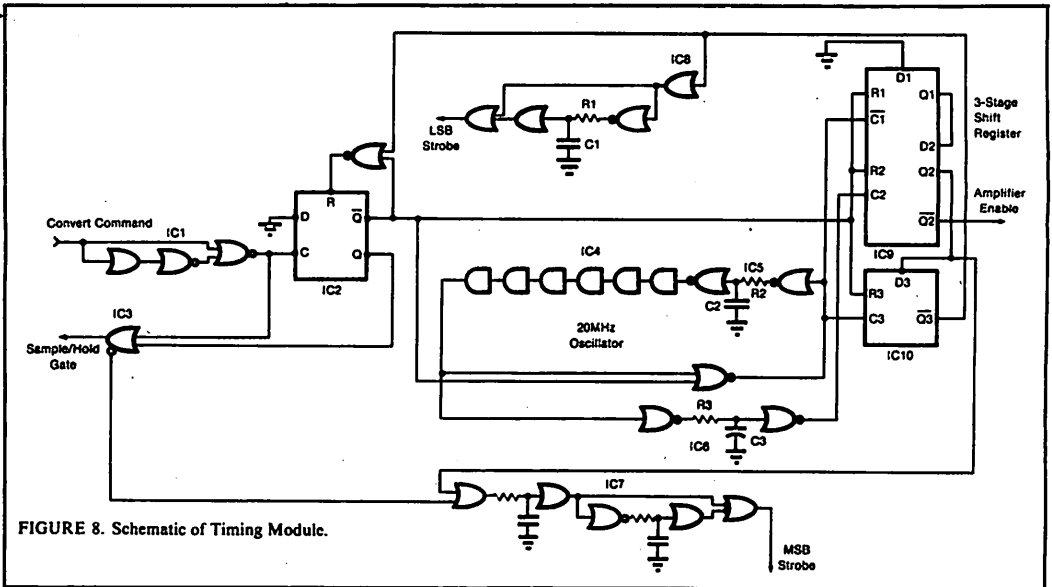 IC8
D1
R1
R1
Q1
3-Stage
Shift
Register
C1
LSB
Strobe
C1
D2
R2
Q2
R
C2
Amplifier
Enable
Convert Command
D
Q
Q2
IC1
IC4
IC9
C
Q
IC5
D3
IC2
R2
R3
C2
IC3
C3
Q3
20MHz
Oscillator
Sample/Hold
Gate
IC10
R3
IC6
C3
IC7
FIGURE 8. Schematic of Timing Module.
MSB
Strobe